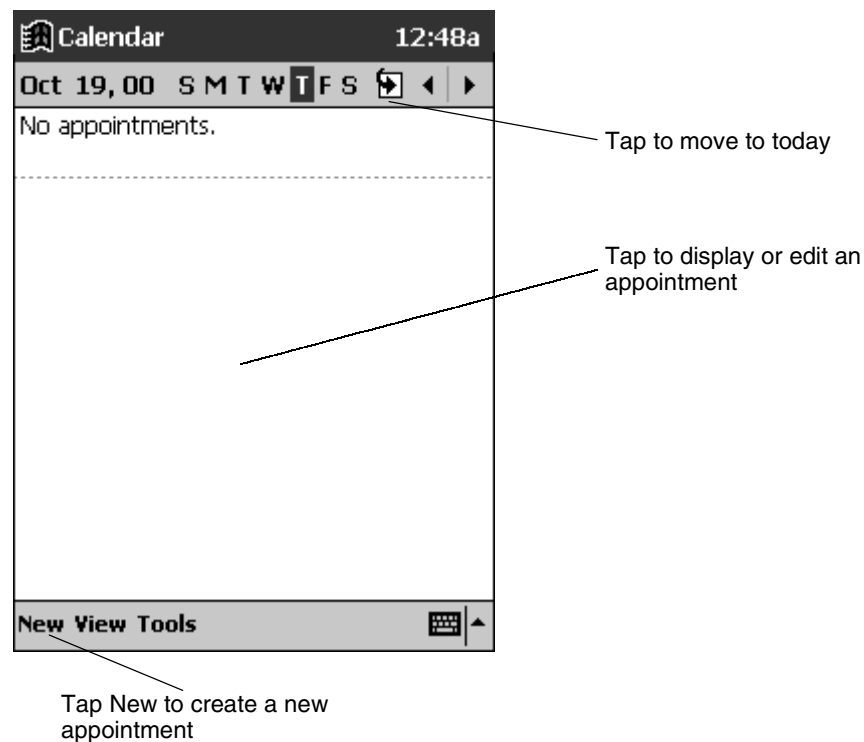 Calendar 12:48a
Oct 19, 00 S M T W T F S
No appointments.
Tap to move to today
Tap to display or edit an
appointment
New View Tools
Tap New to create a new
appointment